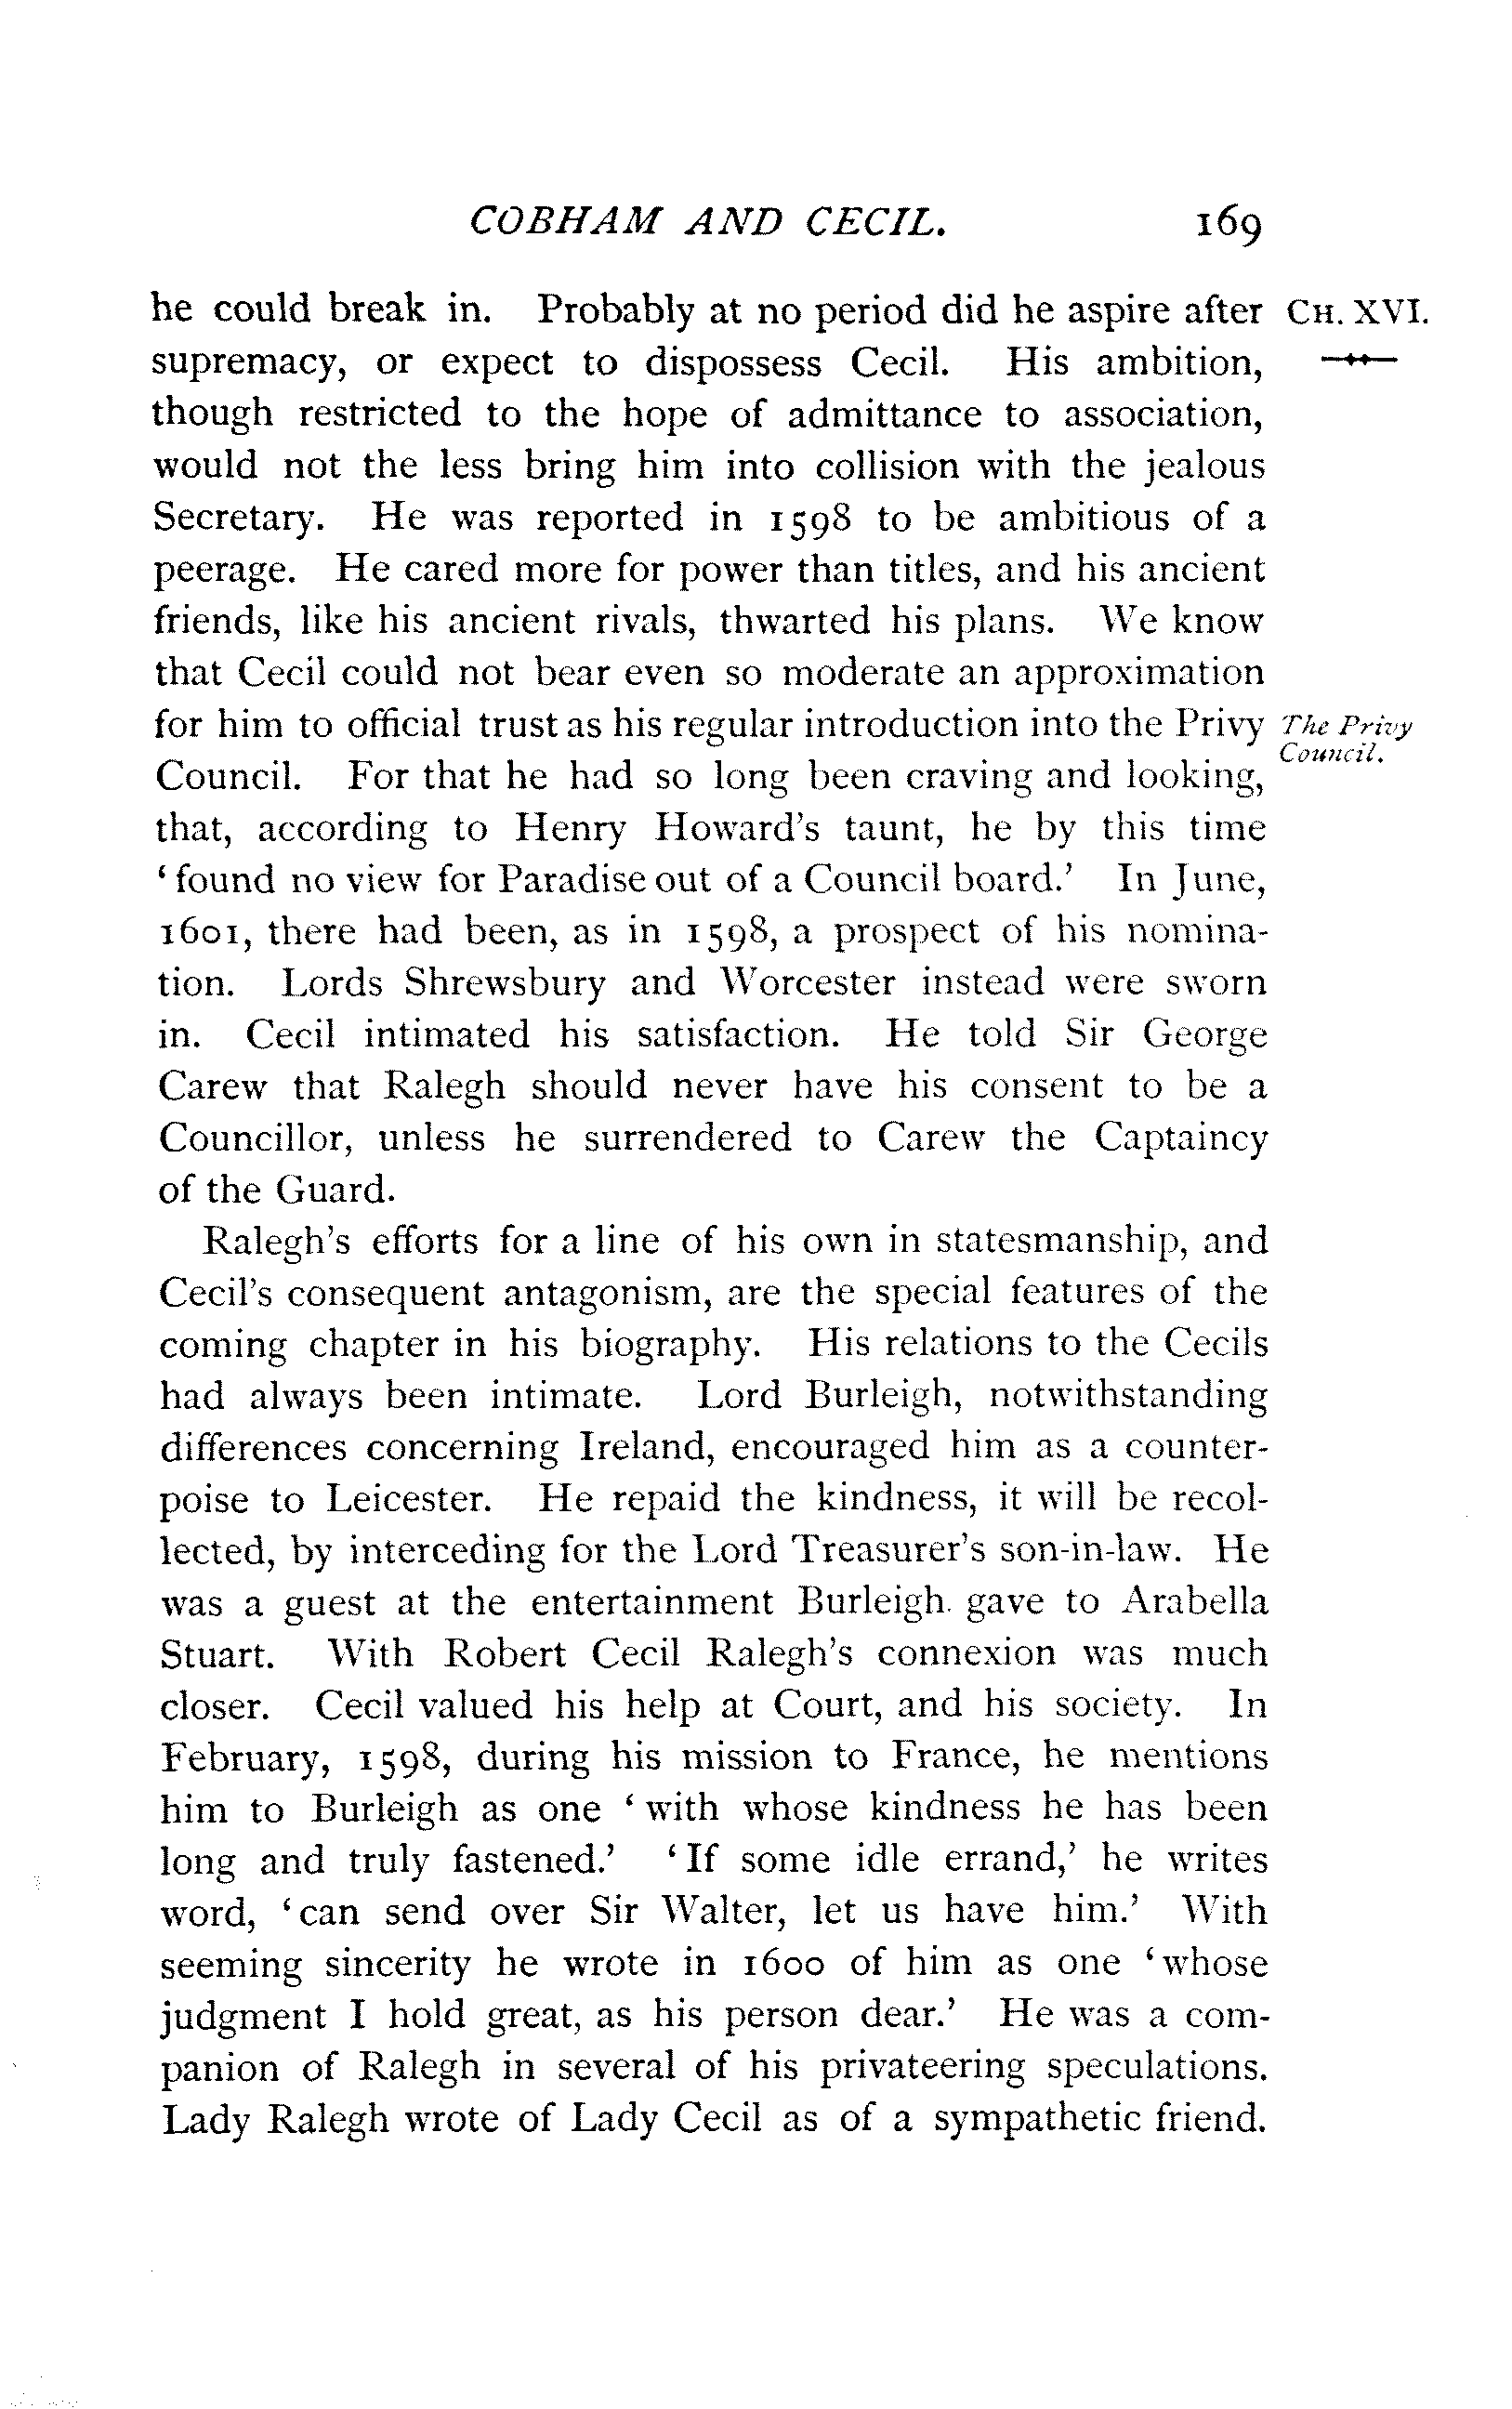 COBHAM AND CECIL. 169
he could break in. Probably at no period did he aspire after CH. XVI.
supremacy, or expect to dispossess Cecil. His ambition,
though restricted to the hope of admittance to association,
would not the less bring him into collision with the jealous
Secretary. He was reported in 1598 to be ambitious of a
peerage. He cared more for power than titles, and his ancient
friends, like his ancient rivals, thwarted his plans. We know
that Cecil could not bear even so moderate an approximation
for him to official trust as his regular introduction into the Privy The Privy
Council. For that he had so long been craving and looking, Council.
that, according to Henry Howard's taunt, he by this time
‘found no view for Paradise out of a Council board.’ In June,
1601, there had been, as in 1598, a prospect of his nomina-
tion. Lords Shrewsbury and Worcester instead were sworn
in. Cecil intimated his satisfaction. He told Sir George
Carew that Ralegh should never have his consent to be a
Councillor, unless he surrendered to Carew the Captaincy
of the Guard.
Ralegh's efforts for a line of his own in statesmanship, and
Cecil's consequent antagonism, are the special features of the
coming chapter in his biography. His relations to the Cecils
had always been intimate. Lord Burleigh, notwithstanding
differences concerning Ireland, encouraged him as a counter-
poise to Leicester. He repaid the kindness, it will be recol-
lected, by interceding for the Lord Treasurer's son-in-law. He
was a guest at the entertainment Burleigh gave to Arabella
Stuart. With Robert Cecil Ralegh's connexion was much
closer. Cecil valued his help at Court, and his society. In
February, 1598, during his mission to France, he mentions
him to Burleigh as one ‘with whose kindness he has been
long and truly fastened.’ ‘If some idle errand,’ he writes
word, ‘can send over Sir Walter, let us have him.’ With
seeming sincerity he wrote in 1600 of him as one ‘whose
judgment I hold great, as his person dear.’ He was a com-
panion of Ralegh in several of his privateering speculations.
Lady Ralegh wrote of Lady Cecil as of a sympathetic friend.